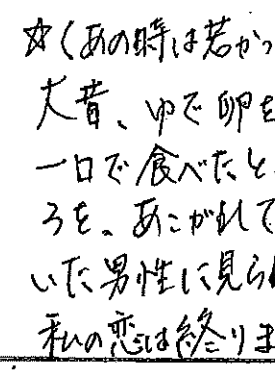 ☆(あの時は若かっ
大昔、ゆで卵を
一口で食べたと
ろを、あこがれて
いた男性に見られ
私の恋は終りま